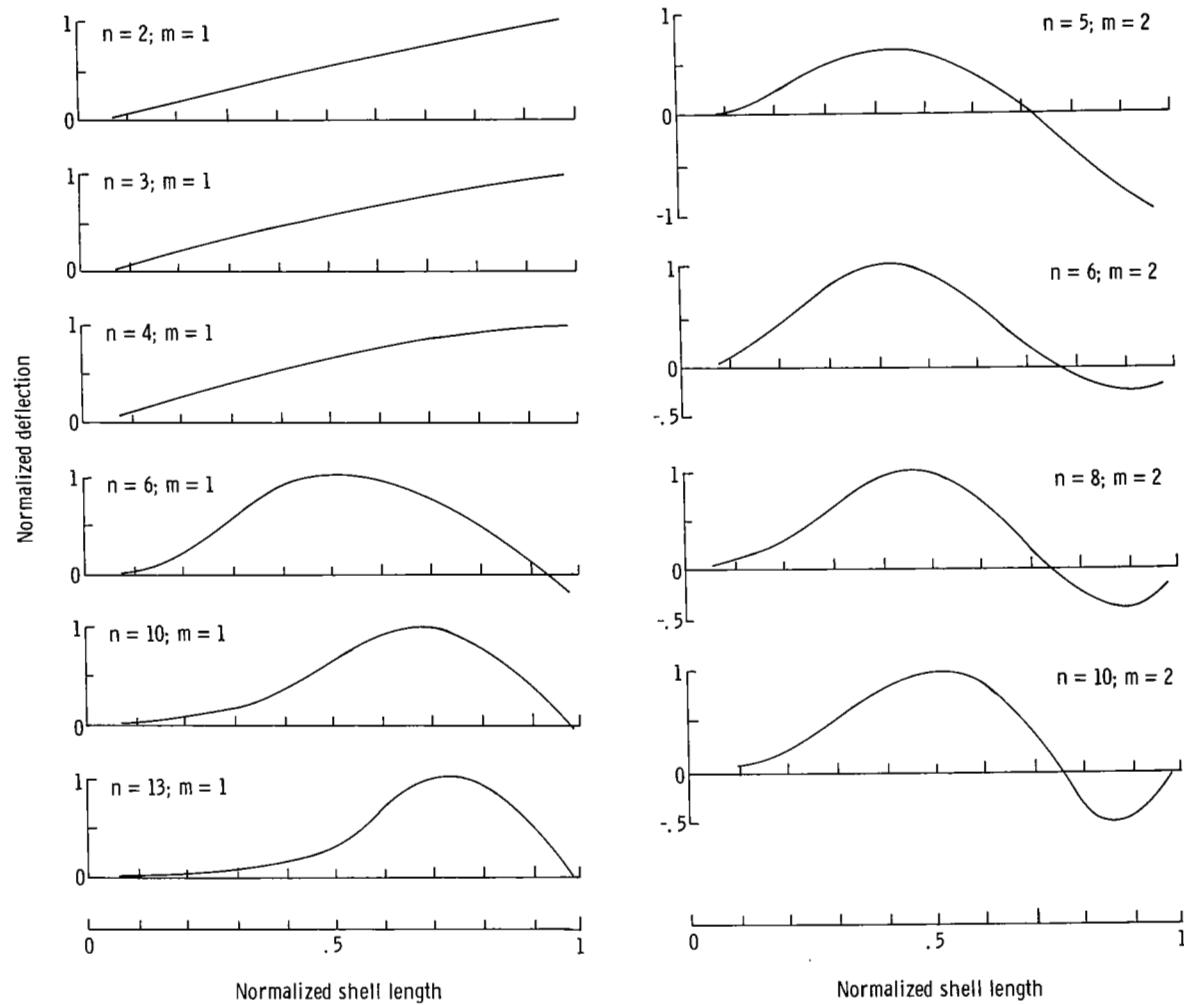 Normalized deflection
1
n = 2; m = 1
0
1
n = 3; m = 1
0
1
n = 4; m = 1
0
1
n = 6; m = 1
0
1
n = 10; m = 1
0
1
n = 13; m = 1
0
0 .5 1
Normalized shell length
1
n = 5; m = 2
0
-1
1
n = 6; m = 2
0
-.5
1
n = 8; m = 2
0
-.5
1
n = 10; m = 2
0
-.5
0 .5 1
Normalized shell length